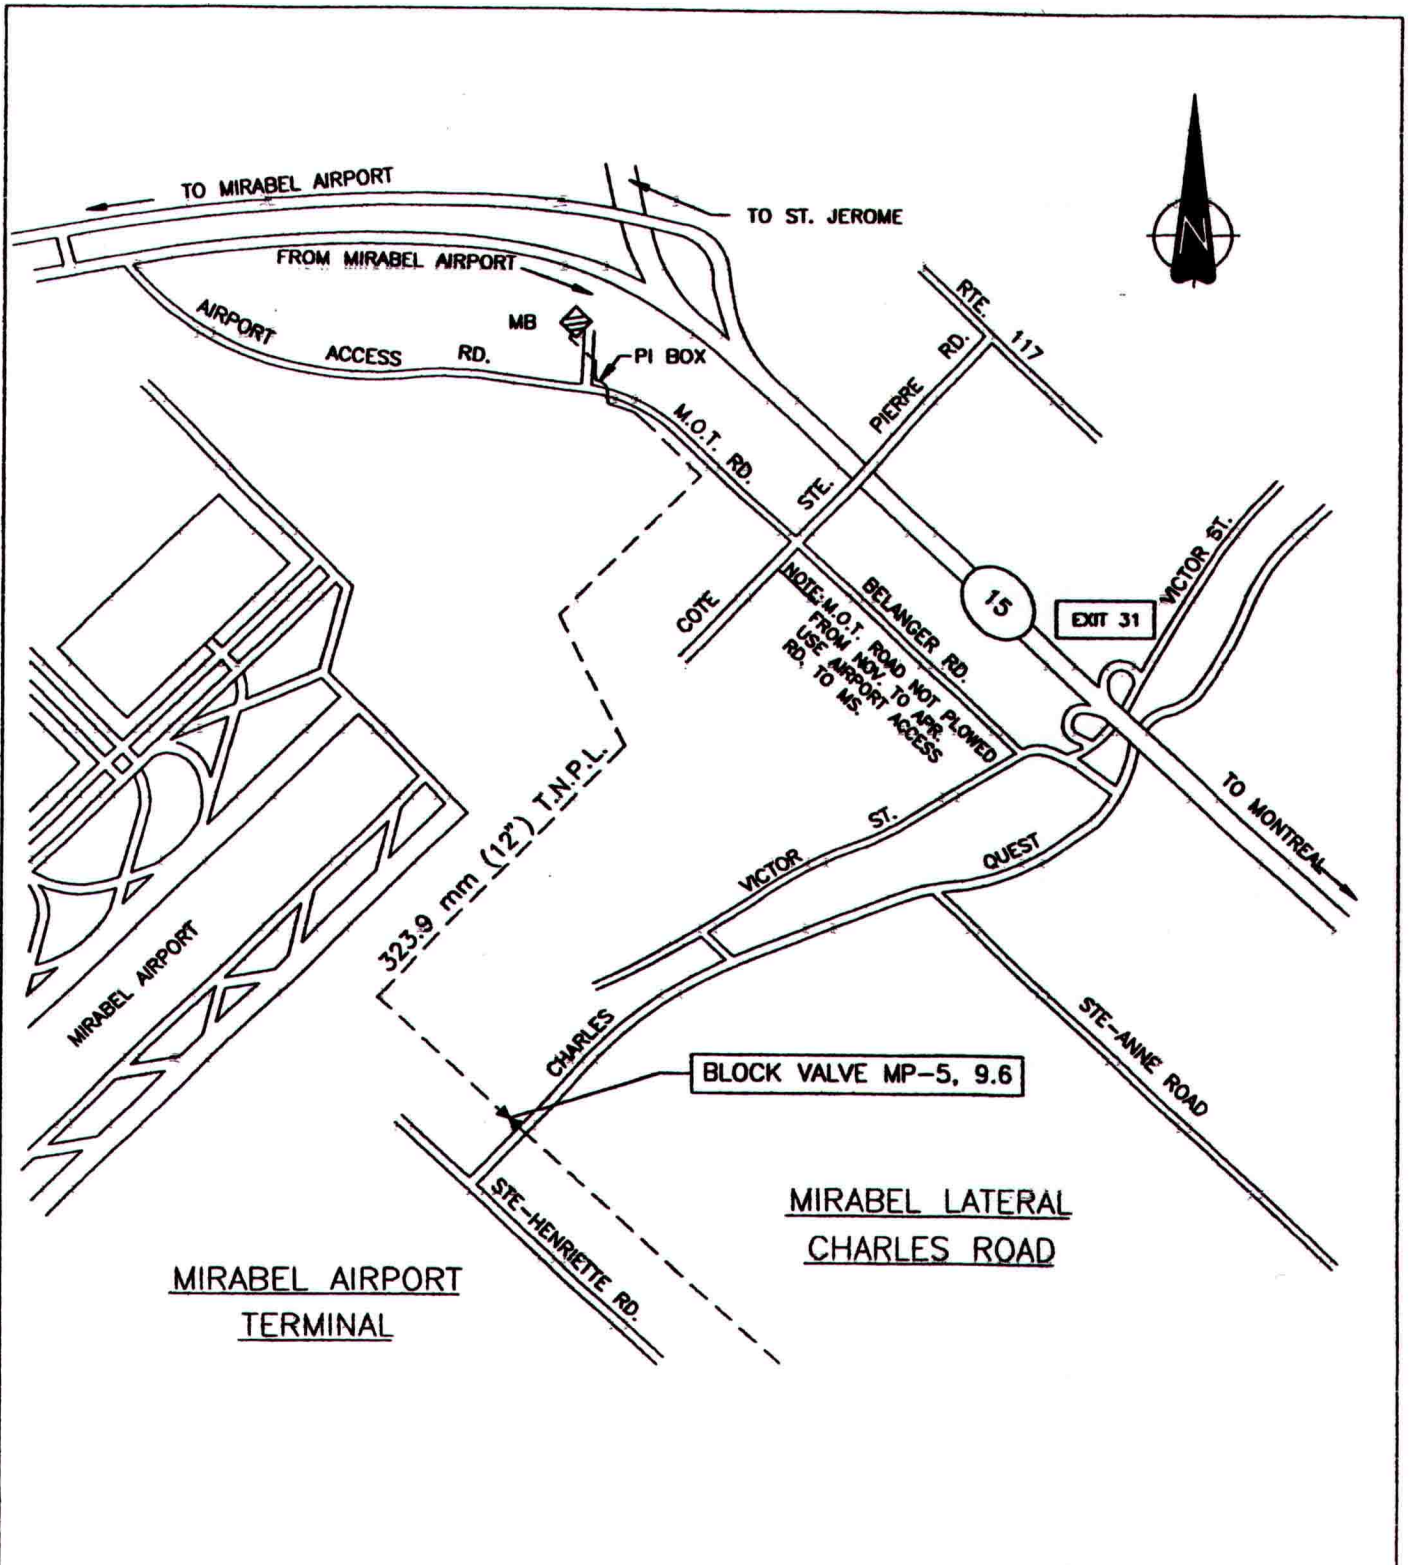 TO MIRABEL AIRPORT
TO ST. JEROME
N
FROM MIRABEL AIRPORT
RTE. 117
AIRPORT ACCESS RD.
MB
PI BOX
M.O.T. RD.
COTE STE. PIERRE RD.
NOTE:M.O.T. ROAD NOT PLOWED
FROM NOV. TO APR.
USE AIRPORT ACCESS
RD. TO MS.
BELANGER RD.
15
EXIT 31
VICTOR ST.
TO MONTREAL
323.9 mm (12") T.N.P.L.
VICTOR ST.
CHARLES QUEST
MIRABEL AIRPORT
STE-ANNE ROAD
BLOCK VALVE MP-5, 9.6
STE-HENRIETTE RD.
MIRABEL LATERAL
CHARLES ROAD
MIRABEL AIRPORT
TERMINAL